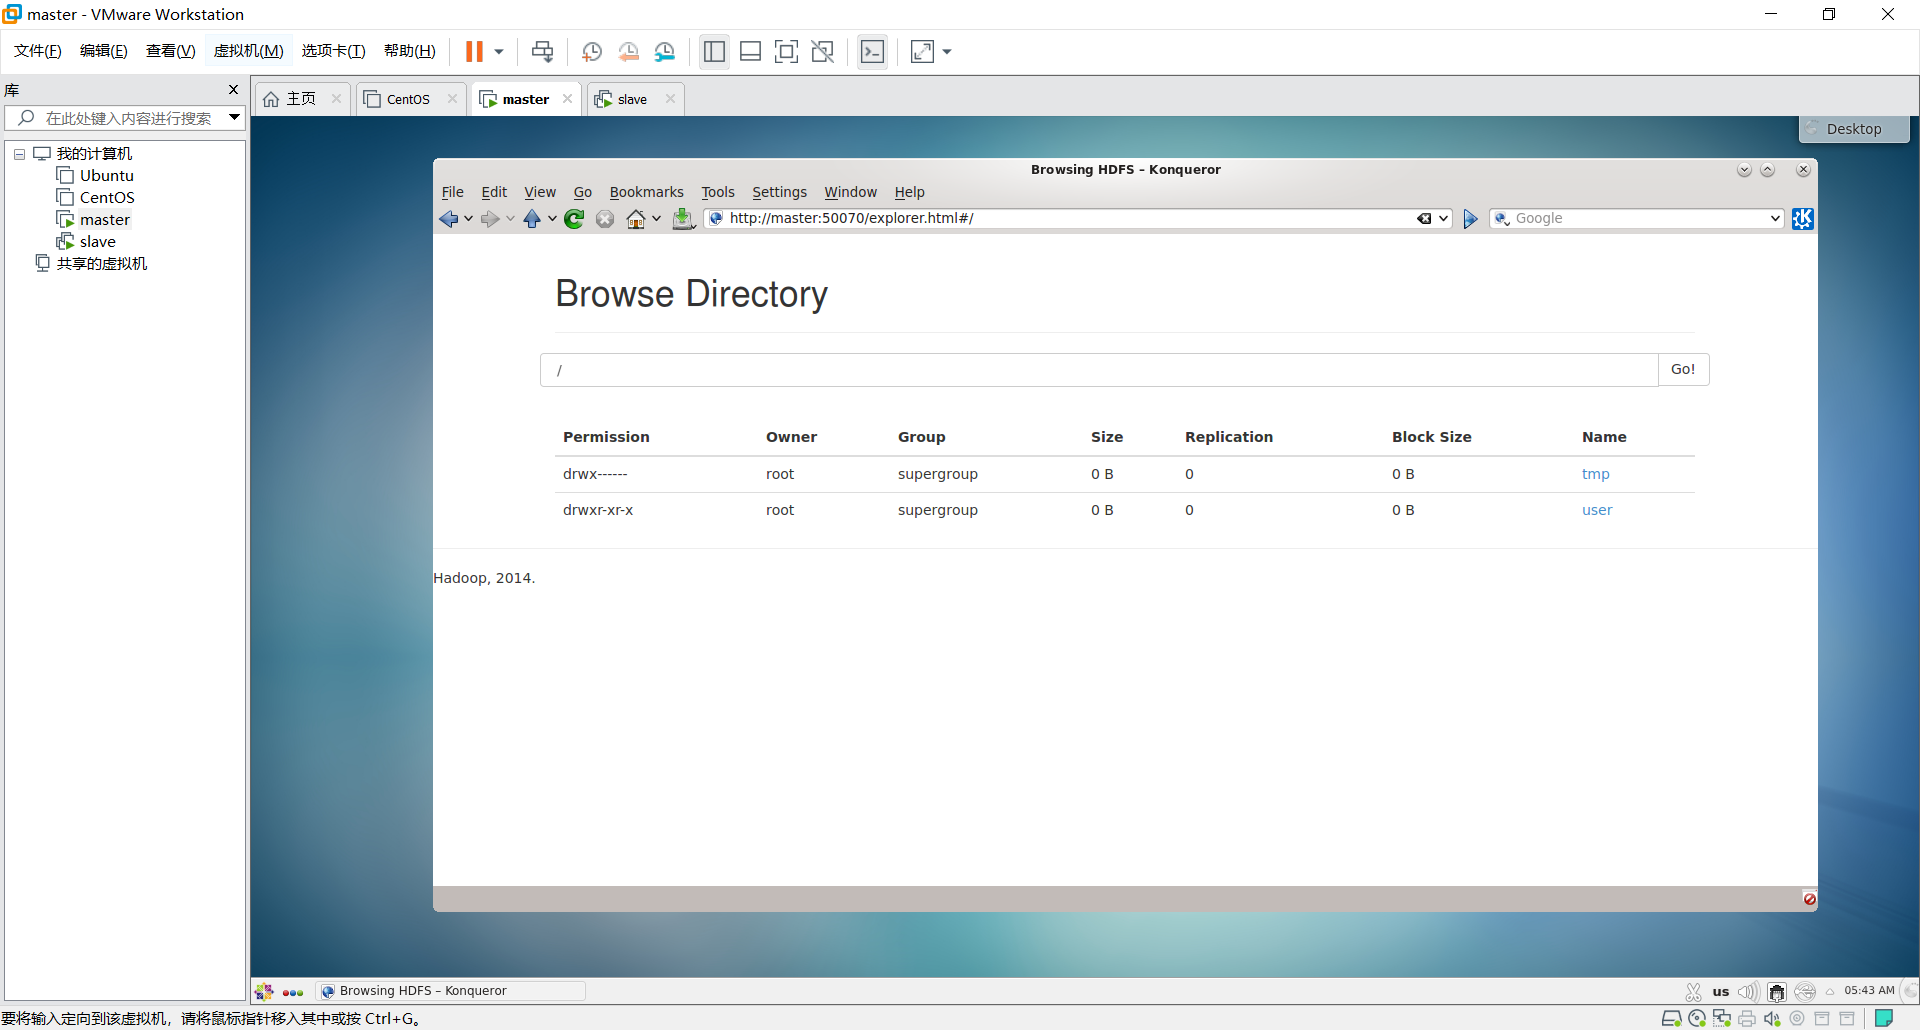 master - VMware Workstation
文件(F) 编辑(E) 查看(V) 虚拟机(M) 选项卡(T) 帮助(H)
库
在此处键入内容进行搜索
我的计算机
Ubuntu
CentOS
master
slave
共享的虚拟机
主页 CentOS master slave
Desktop
Browsing HDFS – Konqueror
File Edit View Go Bookmarks Tools Settings Window Help
http://master:50070/explorer.html#/ Google
Browse Directory
/ Go!
Permission Owner Group Size Replication Block Size Name
drwx------ root supergroup 0 B 0 0 B tmp
drwxr-xr-x root supergroup 0 B 0 0 B user
Hadoop, 2014.
Browsing HDFS – Konqueror us 05:43 AM
要将输入定向到该虚拟机，请将鼠标指针移入其中或按 Ctrl+G。